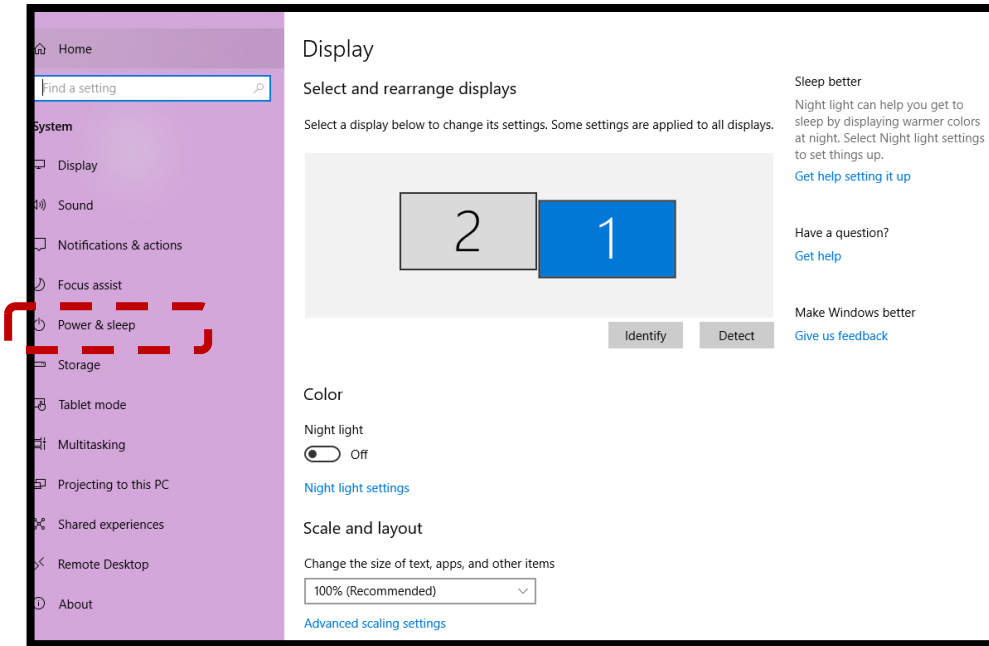 Home
Find a setting
System
Display
Sound
Notifications & actions
Focus assist
Power & sleep
Storage
Tablet mode
Multitasking
Projecting to this PC
Shared experiences
Remote Desktop
About
Display
Select and rearrange displays
Select a display below to change its settings. Some settings are applied to all displays.
2
1
Identify
Detect
Color
Night light
Off
Night light settings
Scale and layout
Change the size of text, apps, and other items
100% (Recommended)
Advanced scaling settings
Sleep better
Night light can help you get to
sleep by displaying warmer colors
at night. Select Night light settings
to set things up.
Get help setting it up
Have a question?
Get help
Make Windows better
Give us feedback